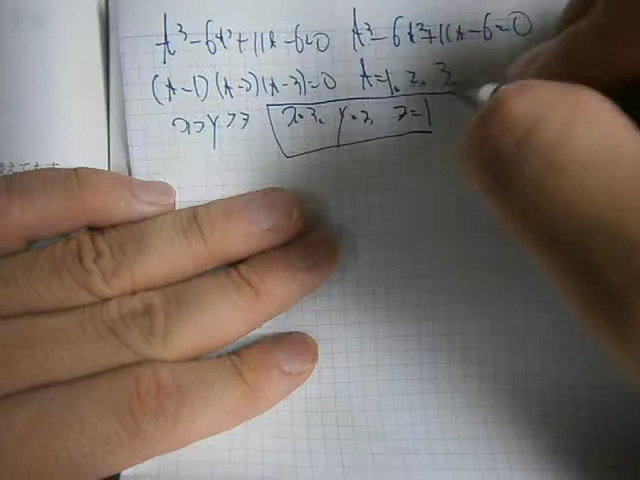 t³-6t²+11t-6=0 t³-6t²+11t-6=0
(t-1)(t-2)(t-3)=0 t=1, 2, 3
x>y>z x=3, y=2, z=1